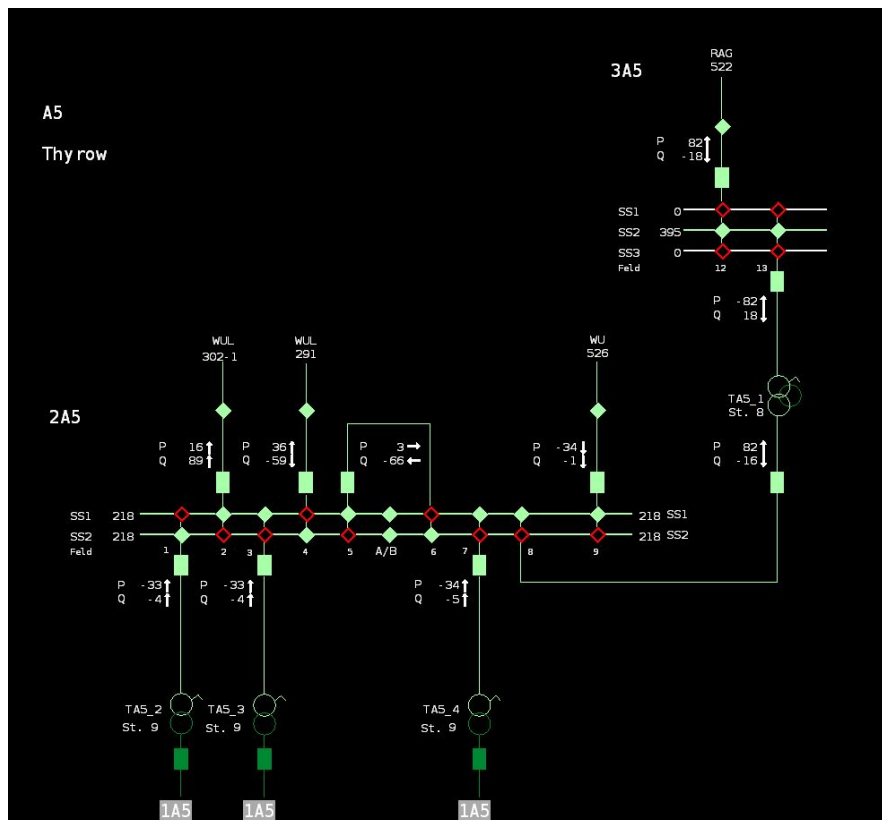 RAG
522
3A5
A5
Thyrow
P 82
Q -18
SS1 0
SS2 395
SS3 0
Feld 12 13
P -82
Q 18
WUL
302-1
WUL
291
WU
526
TA5_1
St. 8
2A5
P 16
Q 89
P 36
Q -59
P 3
Q -66
P -34
Q -1
P 82
Q -16
SS1 218 218 SS1
SS2 218 218 SS2
Feld 1 2 3 4 5 A/B 6 7 8 9
P -33
Q -4
P -33
Q -4
P -34
Q -5
TA5_2
St. 9
TA5_3
St. 9
TA5_4
St. 9
1A5
1A5
1A5